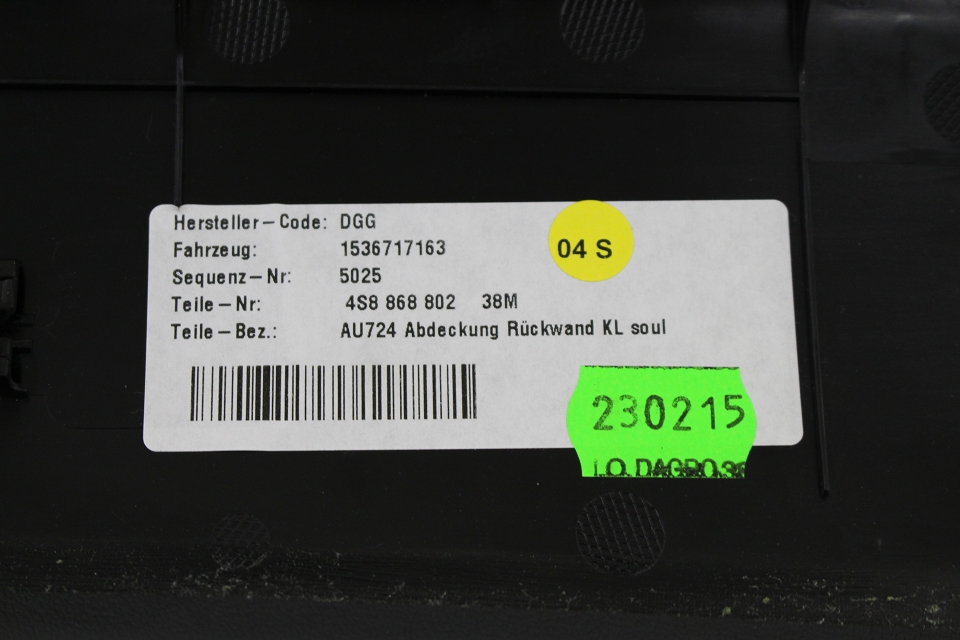 Hersteller-Code: DGG
Fahrzeug: 1536717163
Sequenz-Nr: 5025
Teile-Nr: 4S8 868 802 38M
Teile-Bez.: AU724 Abdeckung Rückwand KL soul
04 S
230215